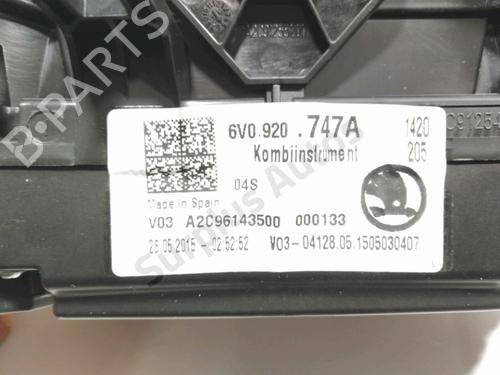 6V0.920 .747A 1420
Kombiinstrument 205
04S
Made in Spain
V03 A2C96143500 000133
28.05.2015-02:52:52 V03-04128.05.1505030407
B-PARTS
Surplus Autos